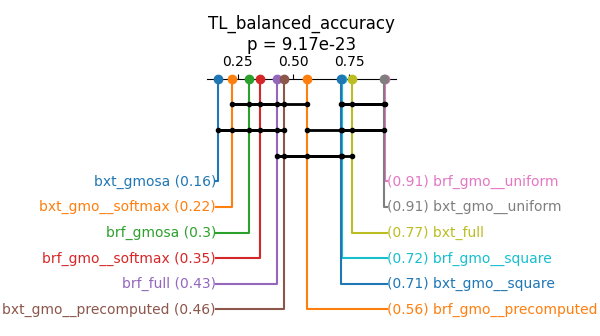 TL_balanced_accuracy
p = 9.17e-23
0.25 0.50 0.75
bxt_gmosa (0.16)
(0.91) brf_gmo__uniform
bxt_gmo__softmax (0.22)
(0.91) bxt_gmo__uniform
brf_gmosa (0.3)
(0.77) bxt_full
brf_gmo__softmax (0.35)
(0.72) brf_gmo__square
brf_full (0.43)
(0.71) bxt_gmo__square
bxt_gmo__precomputed (0.46)
(0.56) brf_gmo__precomputed